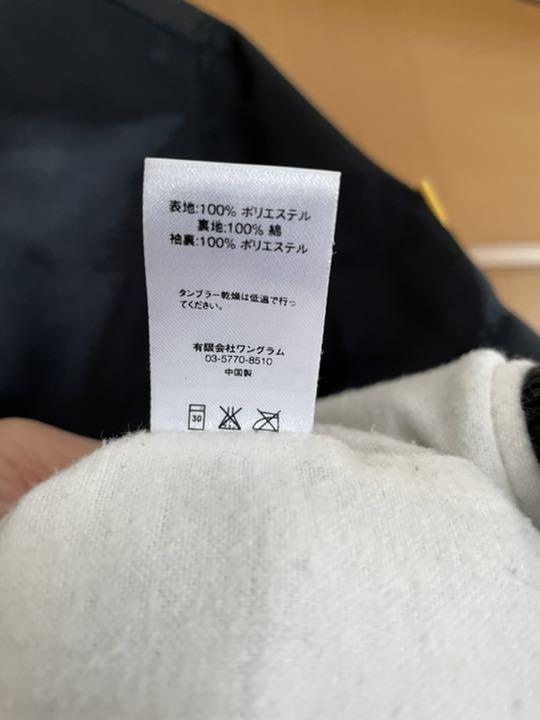 表地:100% ポリエステル
裏地:100% 綿
袖裏:100% ポリエステル
タンブラー乾燥は低温で行っ
てください。
有限会社ワングラム
03-5770-8510
中国製
30